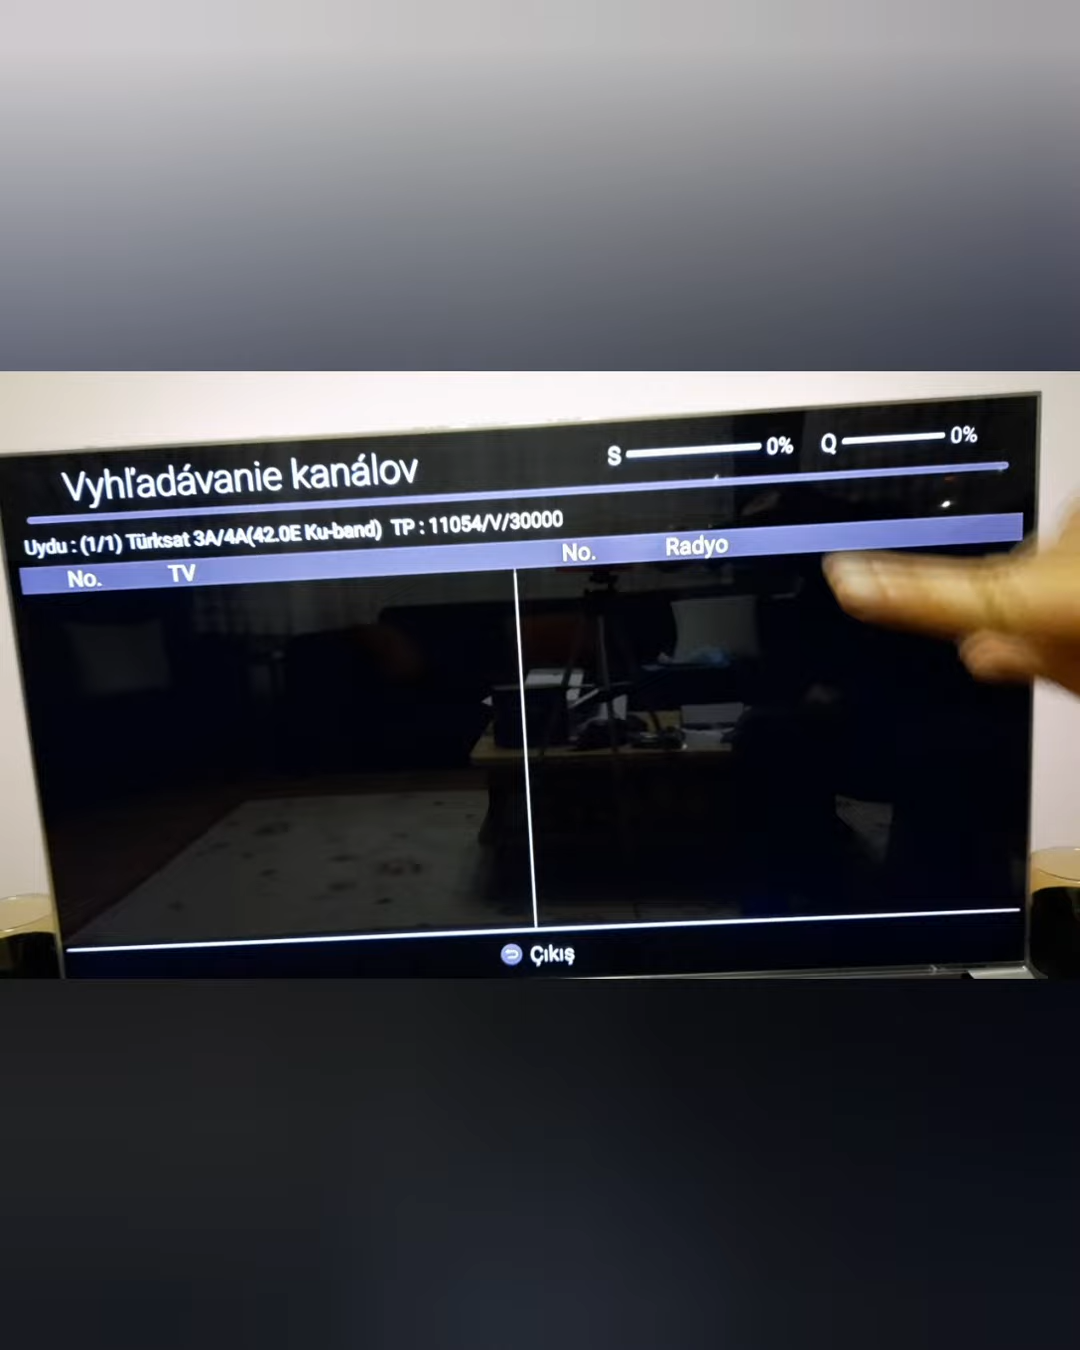 Vyhľadávanie kanálov
S 0% Q 0%
Uydu : (1/1) Türksat 3A/4A(42.0E Ku-band) TP : 11054/V/30000
No. TV No. Radyo
Çıkış